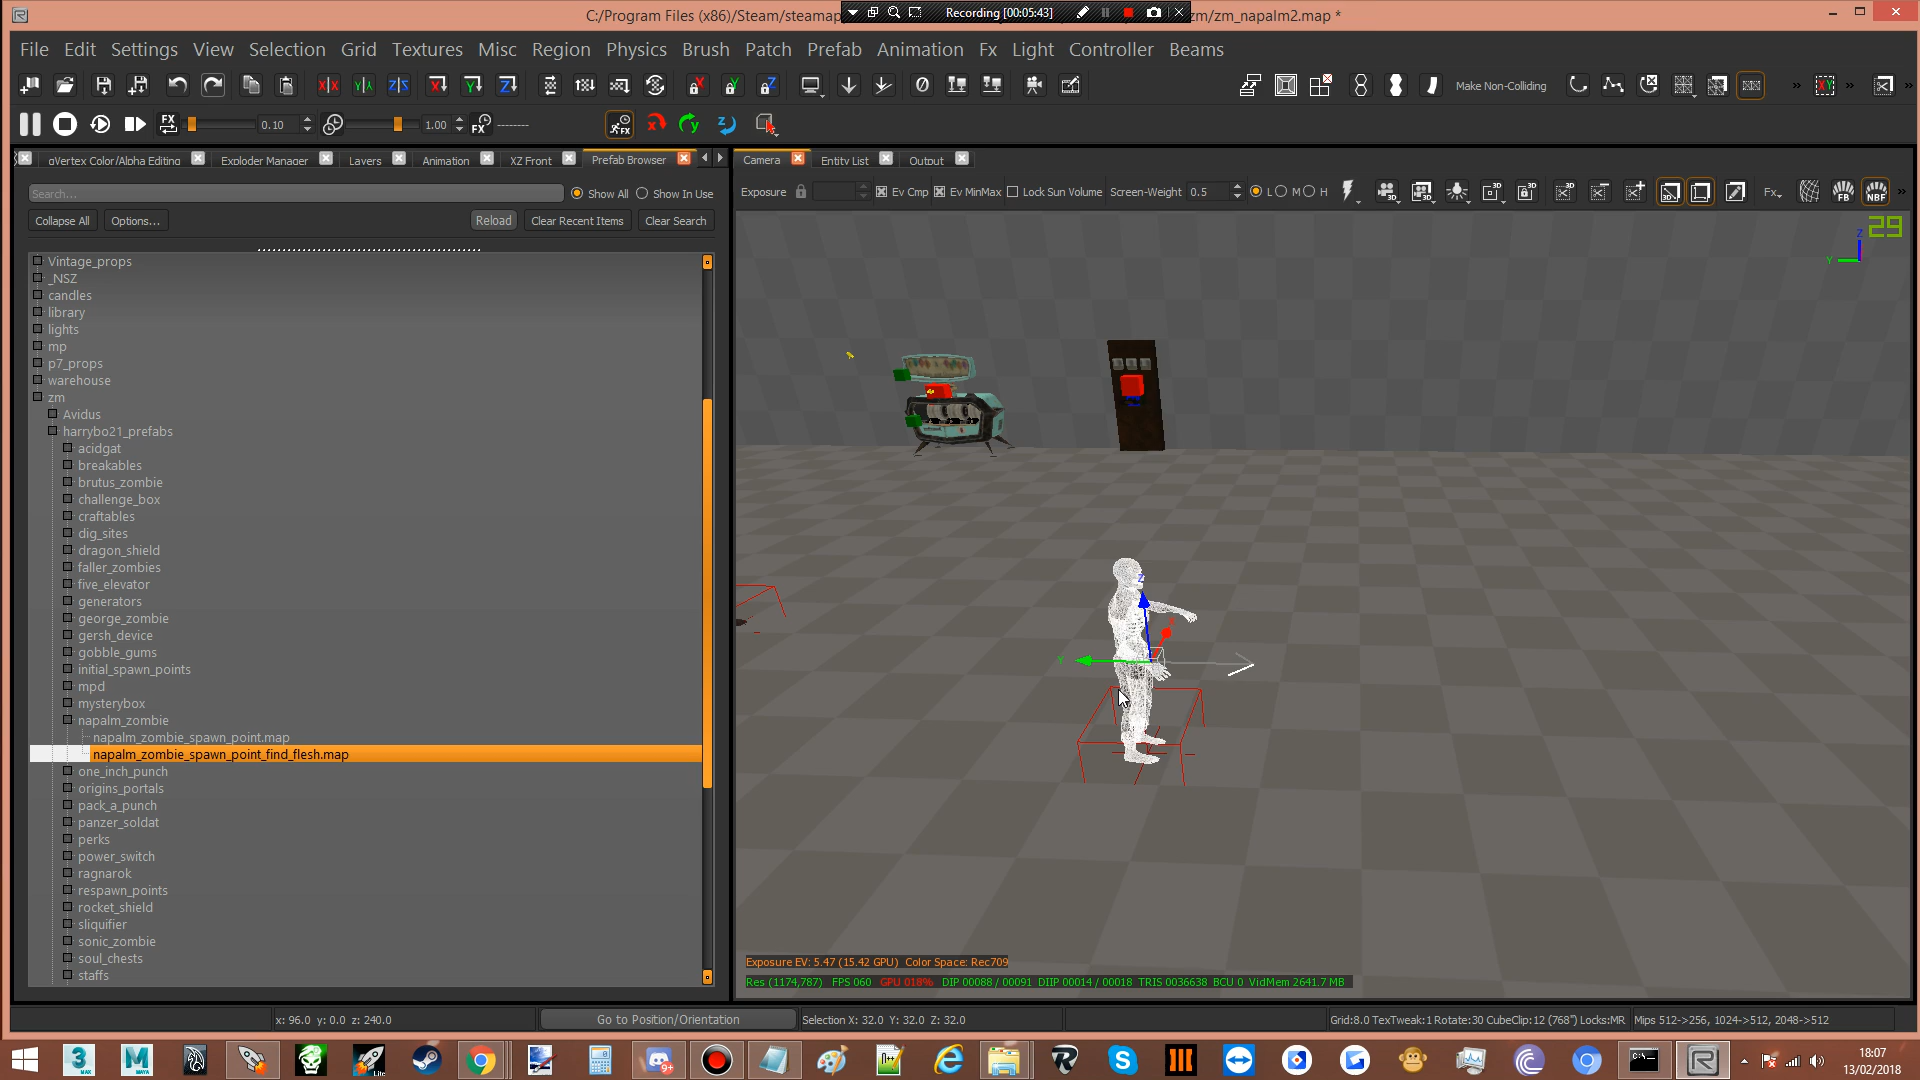 C:/Program Files (x86)/Steam/steamap
Recording [00:05:43]
zm/zm_napalm2.map *
File Edit Settings View Selection Grid Textures Misc Region Physics Brush Patch Prefab Animation Fx Light Controller Beams
Make Non-Colliding
FX 0.10 1.00 FX --------
Vertex Color/Alpha Editing Exploder Manager Layers Animation XZ Front Prefab Browser
Camera Entity List Output
Search... Show All Show In Use
Exposure Ev Cmp Ev MinMax Lock Sun Volume Screen-Weight 0.5 L M H Fx FB NBF
Collapse All Options... Reload Clear Recent Items Clear Search
29
Z
Y
Vintage_props
_NSZ
candles
library
lights
mp
p7_props
warehouse
zm
Avidus
harrybo21_prefabs
acidgat
breakables
brutus_zombie
challenge_box
craftables
dig_sites
dragon_shield
faller_zombies
five_elevator
generators
george_zombie
gersh_device
gobble_gums
initial_spawn_points
mpd
mysterybox
napalm_zombie
napalm_zombie_spawn_point.map
napalm_zombie_spawn_point_find_flesh.map
one_inch_punch
origins_portals
pack_a_punch
panzer_soldat
perks
power_switch
ragnarok
respawn_points
rocket_shield
sliquifier
sonic_zombie
soul_chests
staffs
Z
Y
Exposure EV: 5.47 (15.42 GPU) Color Space: Rec709
Res (1174,787) FPS 060 GPU 018% DIP 00088 / 00091 DIIP 00014 / 00018 TRIS 0036638 BCU 0 VidMem 2641.7 MB
x: 96.0 y: 0.0 z: 240.0 Go to Position/Orientation Selection X: 32.0 Y: 32.0 Z: 32.0 Grid:8.0 TexTweak:1 Rotate:30 CubeClip:12 (768") Locks:MR Mips 512->256, 1024->512, 2048->512
18:07
13/02/2018